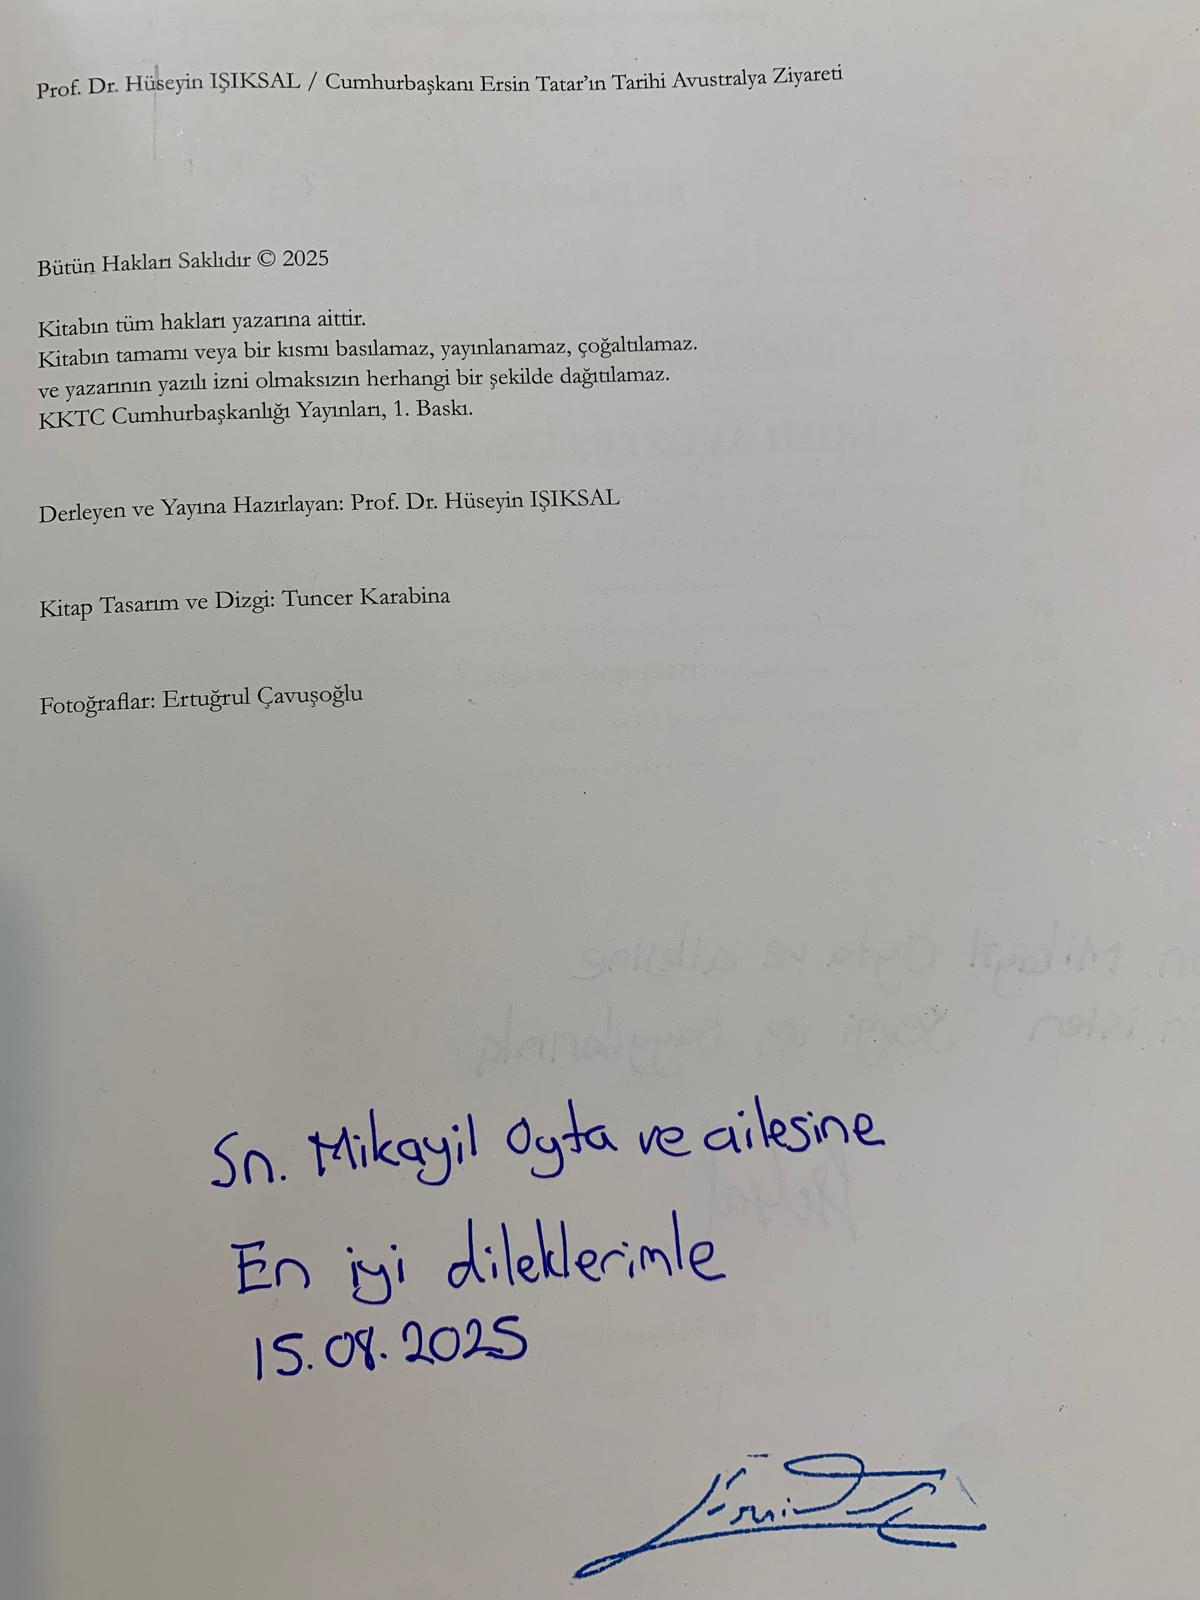 Prof. Dr. Hüseyin IŞIKSAL / Cumhurbaşkanı Ersin Tatar'ın Tarihi Avustralya Ziyareti
Bütün Hakları Saklıdır © 2025
Kitabın tüm hakları yazarına aittir.
Kitabın tamamı veya bir kısmı basılamaz, yayınlanamaz, çoğaltılamaz.
ve yazarının yazılı izni olmaksızın herhangi bir şekilde dağıtılamaz.
KKTC Cumhurbaşkanlığı Yayınları, 1. Baskı.
Derleyen ve Yayına Hazırlayan: Prof. Dr. Hüseyin IŞIKSAL
Kitap Tasarım ve Dizgi: Tuncer Karabina
Fotoğraflar: Ertuğrul Çavuşoğlu
Sn. Mikayil Oyta ve ailesine
En iyi dileklerimle
15.08.2025